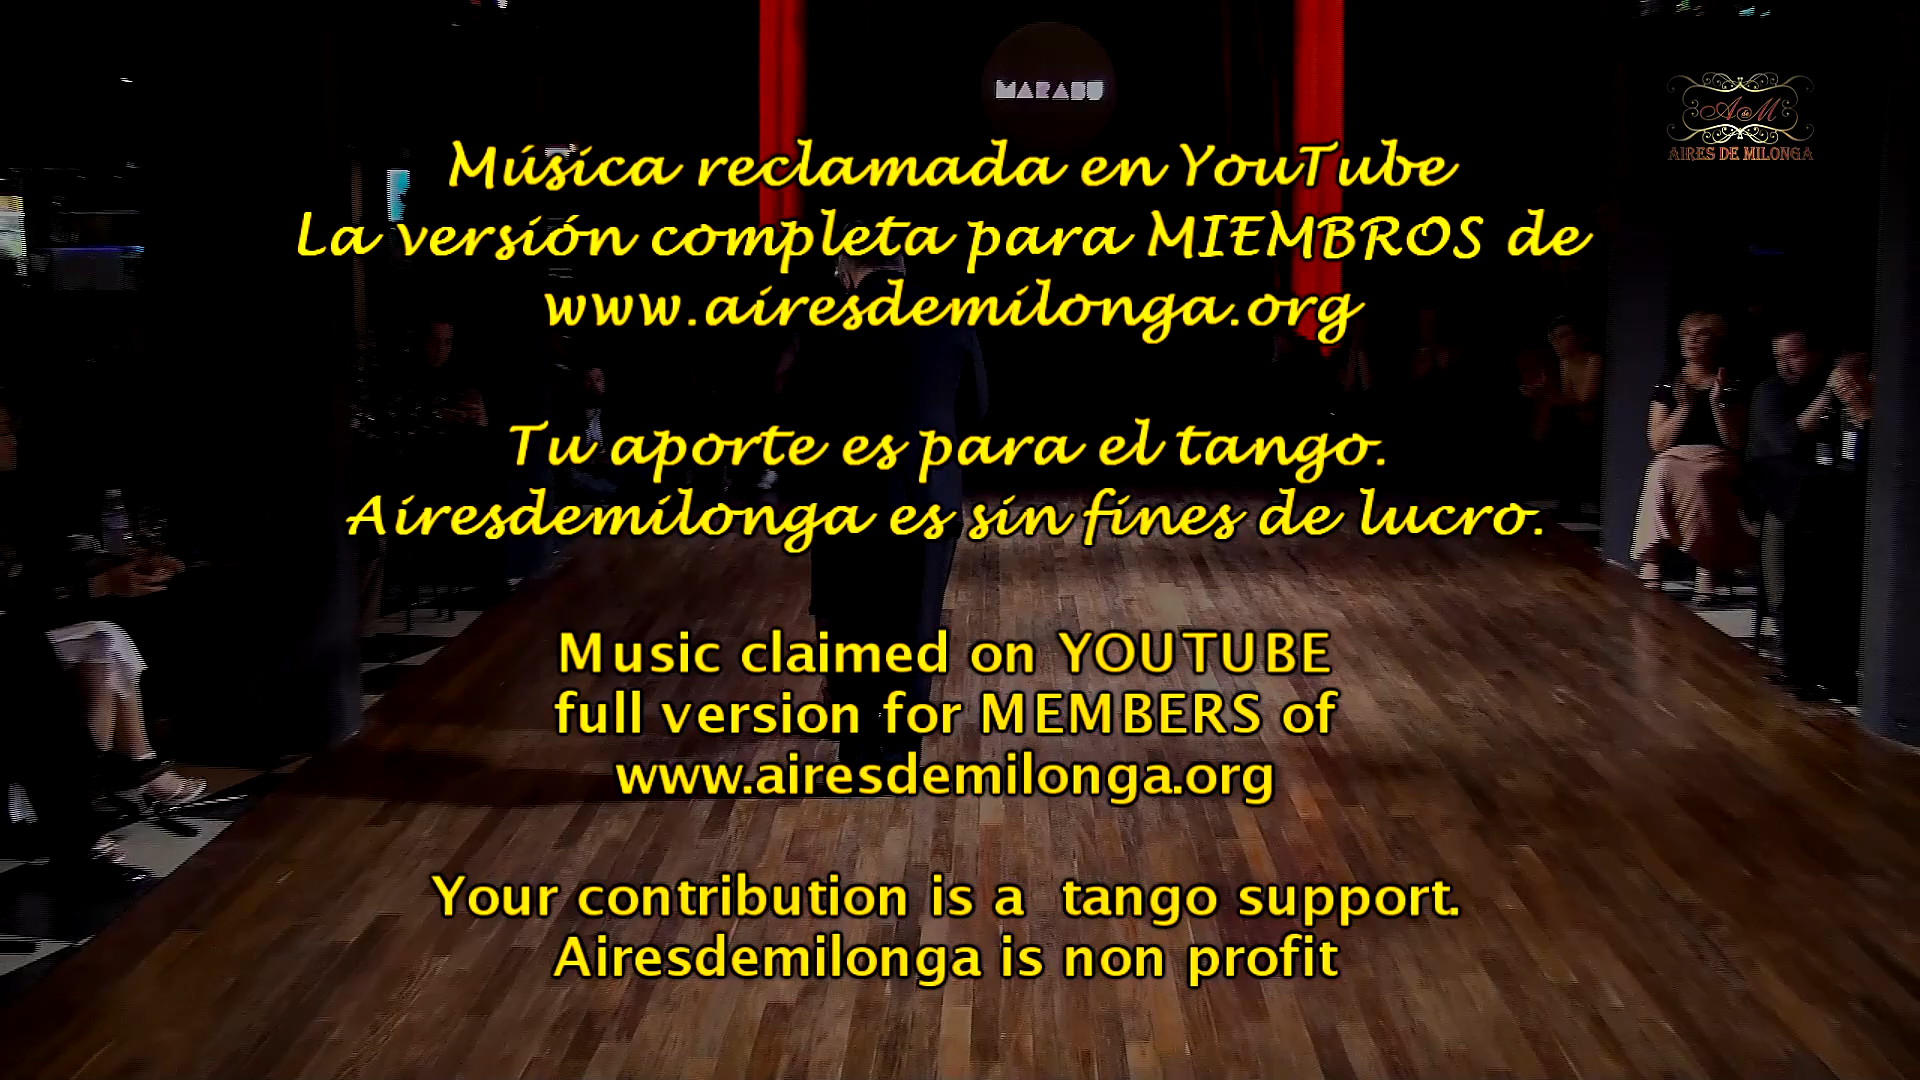 MARABU
A de M
AIRES DE MILONGA
Música reclamada en YouTube
La versión completa para MIEMBROS de
www.airesdemilonga.org
Tu aporte es para el tango.
Airesdemilonga es sin fines de lucro.
Music claimed on YOUTUBE
full version for MEMBERS of
www.airesdemilonga.org
Your contribution is a  tango support.
Airesdemilonga is non profit